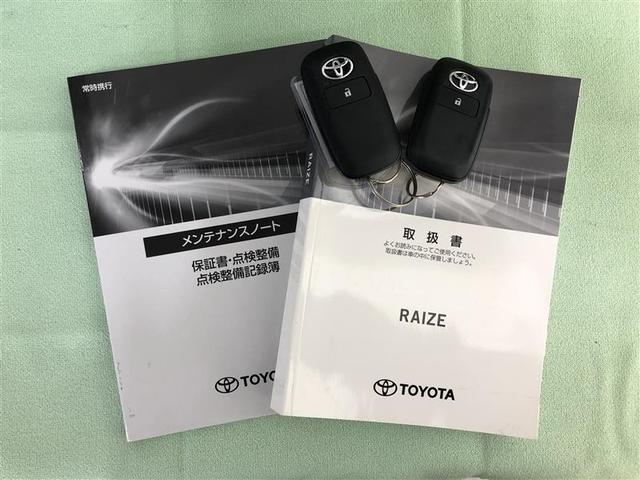 常時携行
メンテナンスノート
保証書・点検整備
点検整備記録簿
TOYO
RAIZE
取扱書
よくお読みになってご使用ください。
取扱書は車の中に保管しましょう。
RAIZE
TOYOTA